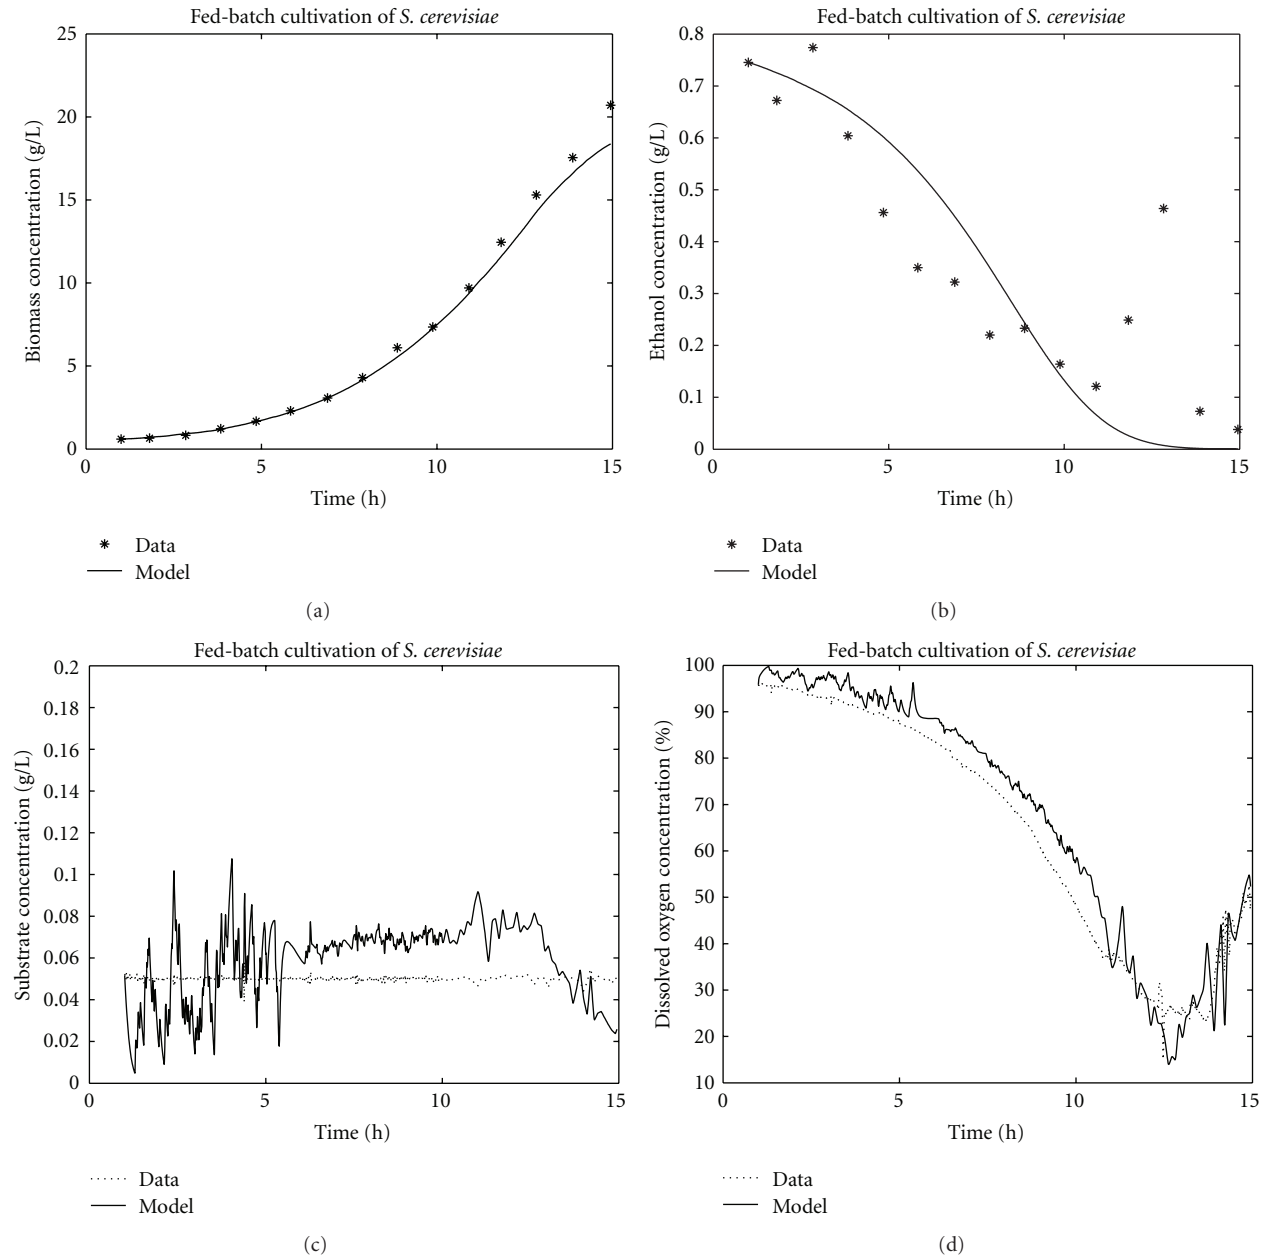 Fed-batch cultivation of S. cerevisiae
25
20
15
10
5
0
Biomass concentration (g/L)
0 5 10 15
Time (h)
Data
Model
(a)
Fed-batch cultivation of S. cerevisiae
0.8
0.7
0.6
0.5
0.4
0.3
0.2
0.1
0
Ethanol concentration (g/L)
0 5 10 15
Time (h)
Data
Model
(b)
Fed-batch cultivation of S. cerevisiae
0.2
0.18
0.16
0.14
0.12
0.1
0.08
0.06
0.04
0.02
0
Substrate concentration (g/L)
0 5 10 15
Time (h)
Data
Model
(c)
Fed-batch cultivation of S. cerevisiae
100
90
80
70
60
50
40
30
20
10
Dissolved oxygen concentration (%)
0 5 10 15
Time (h)
Data
Model
(d)